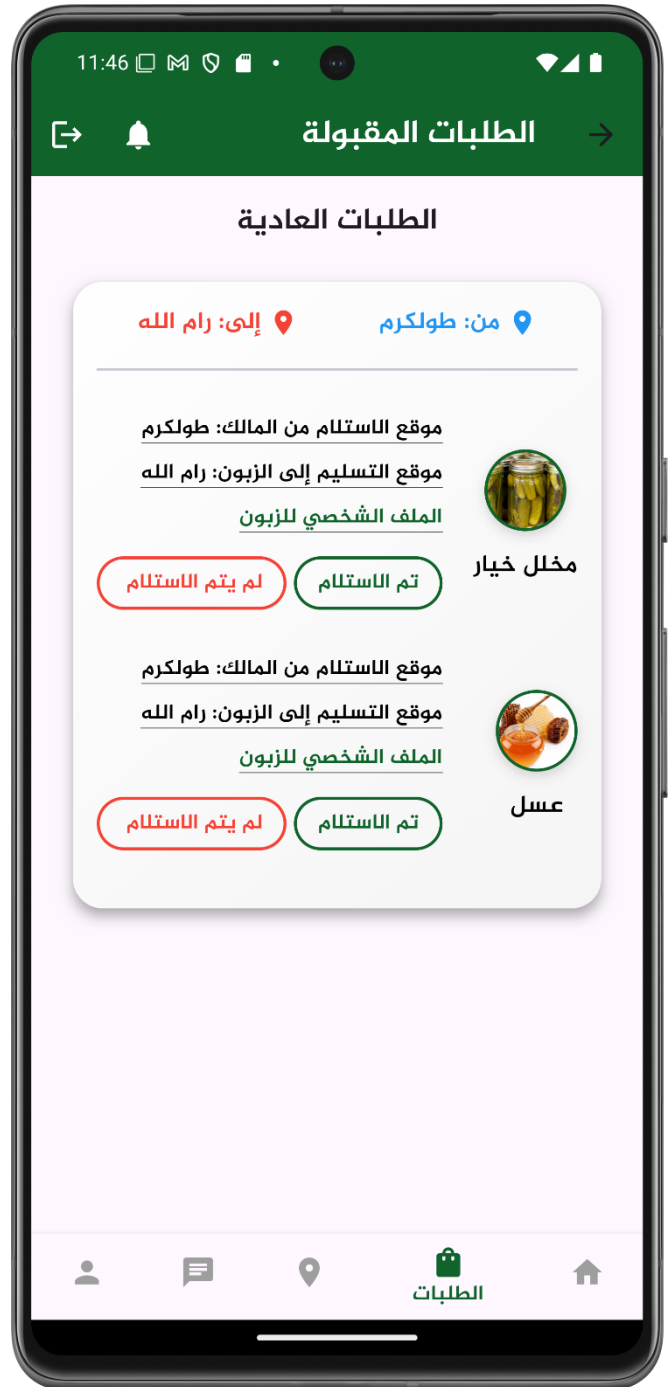 11:46
الطلبات المقبولة
الطلبات العادية
من: طولكرم
إلى: رام الله
موقع الاستلام من المالك: طولكرم
موقع التسليم إلى الزبون: رام الله
الملف الشخصي للزبون
مخلل خيار
تم الاستلام
لم يتم الاستلام
موقع الاستلام من المالك: طولكرم
موقع التسليم إلى الزبون: رام الله
الملف الشخصي للزبون
عسل
تم الاستلام
لم يتم الاستلام
الطلبات